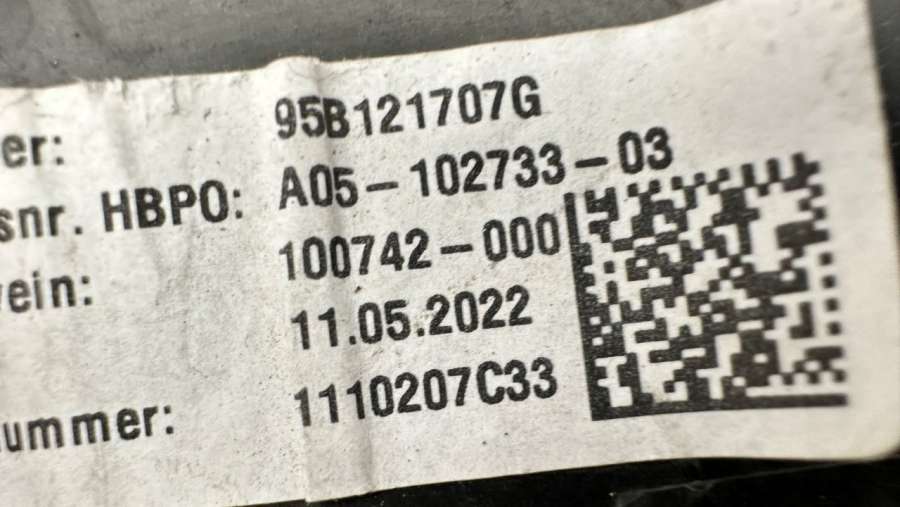 er: 95B121707G
snr. HBPO: A05-102733-03
ein: 100742-000
11.05.2022
ummer: 1110207C33